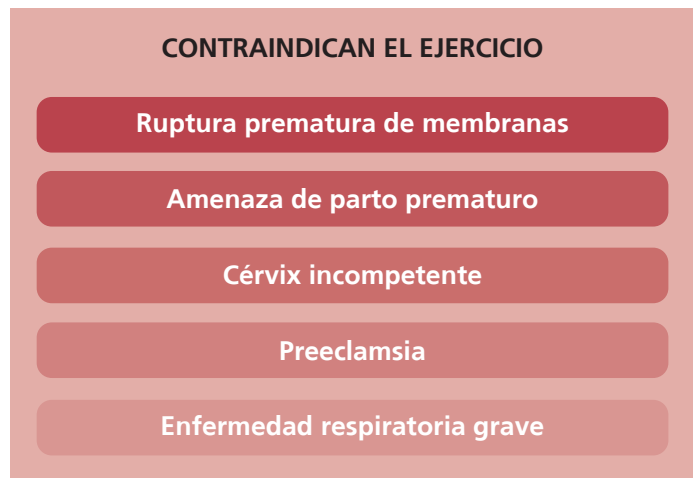 CONTRAINDICAN EL EJERCICIO
Ruptura prematura de membranas
Amenaza de parto prematuro
Cérvix incompetente
Preeclamsia
Enfermedad respiratoria grave